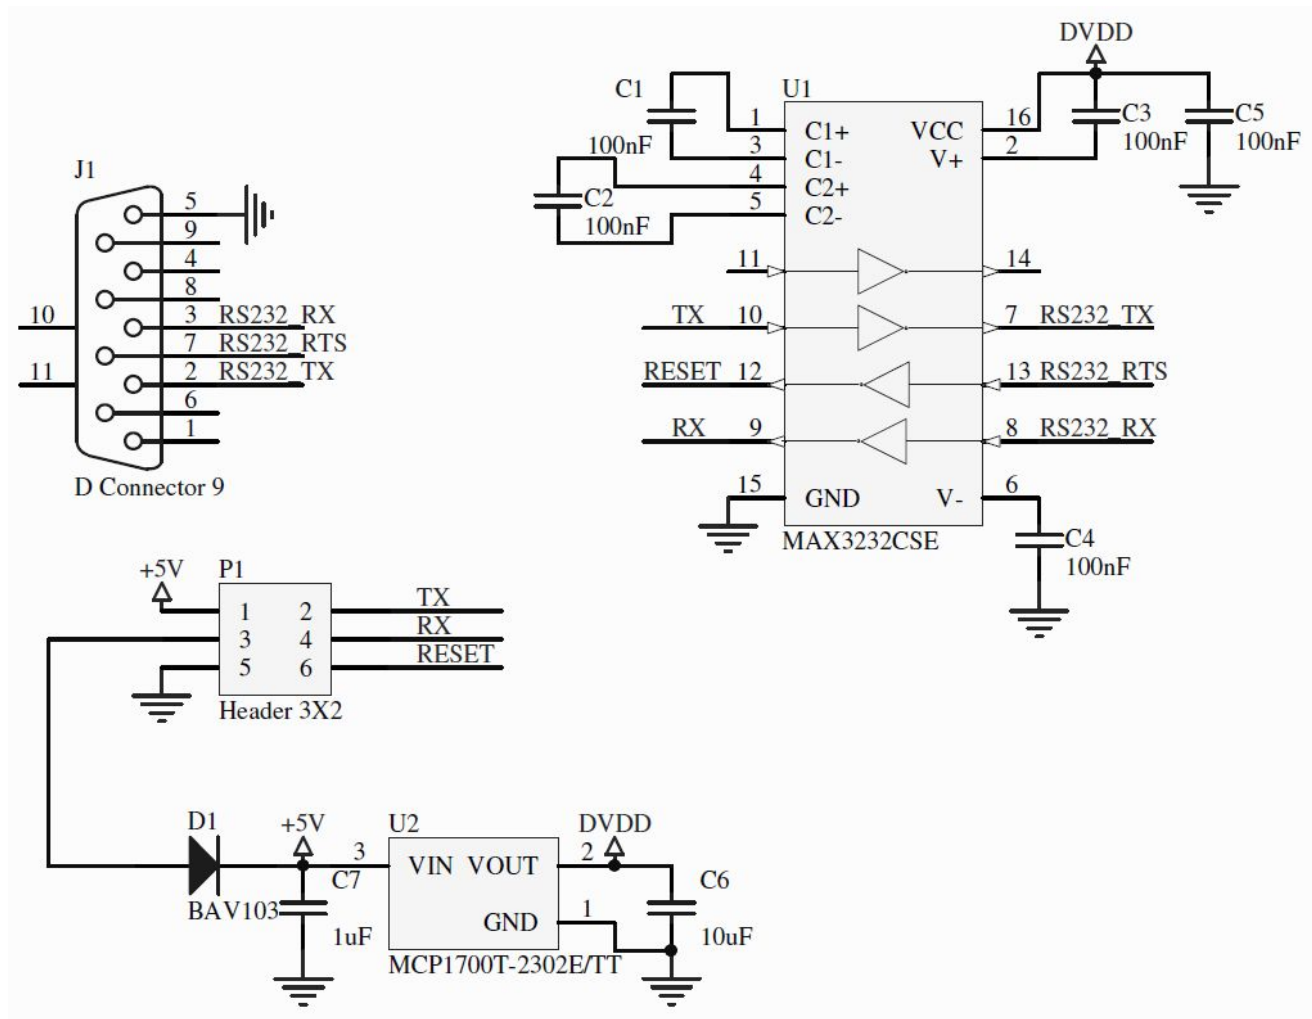 J1
5
9
4
8
10
3 RS232_RX
7 RS232_RTS
11
2 RS232_TX
6
1
D Connector 9
DVDD
U1
C1
100nF
C2
100nF
1 C1+
3 C1-
4 C2+
5 C2-
VCC 16
V+ 2
C3
100nF
C5
100nF
11
14
TX 10
7 RS232_TX
RESET 12
13 RS232_RTS
RX 9
8 RS232_RX
15 GND
V- 6
MAX3232CSE
C4
100nF
+5V
P1
1 2 TX
3 4 RX
5 6 RESET
Header 3X2
D1
BAV103
+5V
C7
1uF
U2
3 VIN VOUT 2
GND 1
MCP1700T-2302E/TT
DVDD
C6
10uF